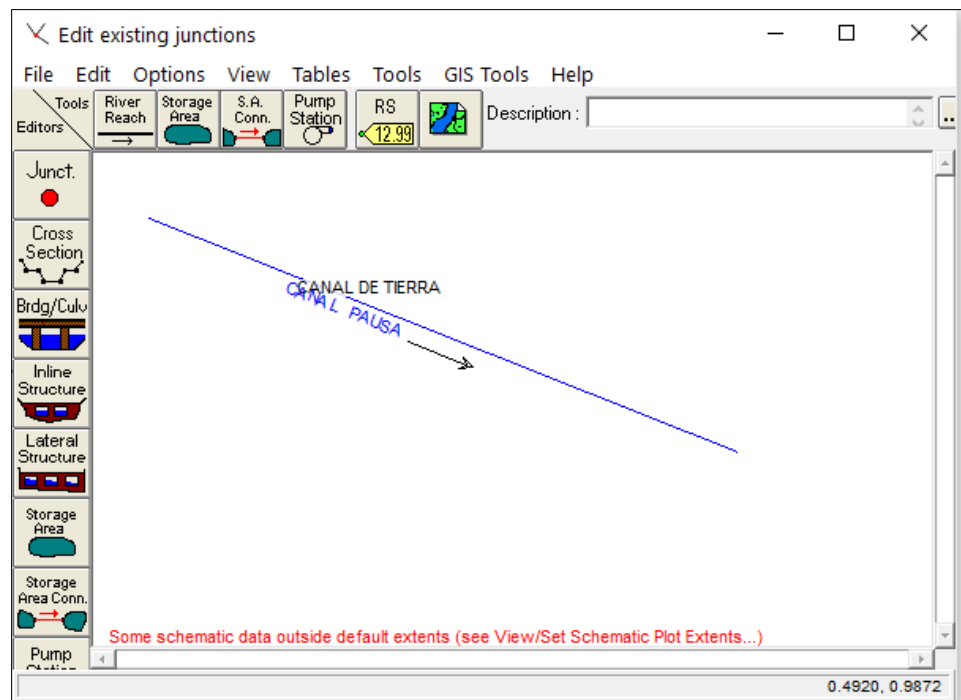 Edit existing junctions
File Edit Options View Tables Tools GIS Tools Help
Tools
Editors
River
Reach
Storage
Area
S.A.
Conn.
Pump
Station
RS
12.99
Description :
..
Junct.
Cross
Section
Brdg/Culv
Inline
Structure
Lateral
Structure
Storage
Area
Storage
Area Conn.
Pump
CANAL DE TIERRA
CANAL PAUSA
Some schematic data outside default extents (see View/Set Schematic Plot Extents...)
0.4920, 0.9872